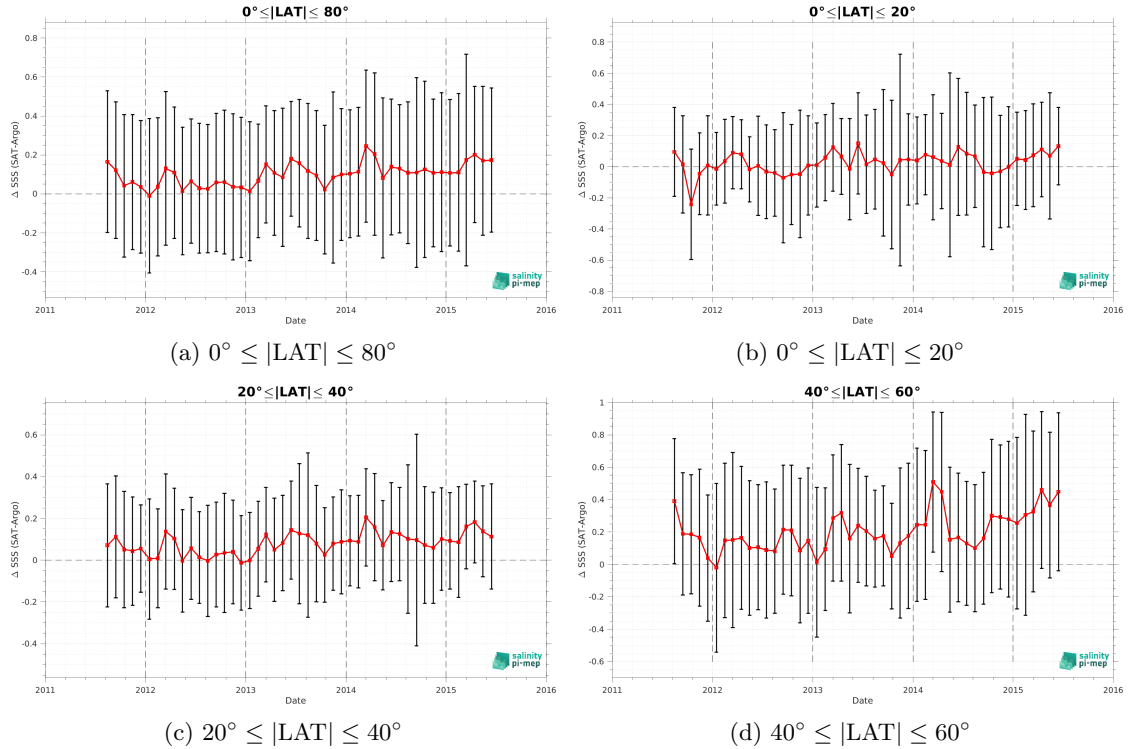 0°≤|LAT|≤ 80°
Δ SSS (SAT-Argo)
0.8
0.6
0.4
0.2
0
-0.2
-0.4
salinity
pi-mep
2011 2012 2013 2014 2015 2016
Date
(a) 0° ≤ |LAT| ≤ 80°
0°≤|LAT|≤ 20°
Δ SSS (SAT-Argo)
0.8
0.6
0.4
0.2
0
-0.2
-0.4
-0.6
-0.8
salinity
pi-mep
2011 2012 2013 2014 2015 2016
Date
(b) 0° ≤ |LAT| ≤ 20°
20°≤|LAT|≤ 40°
Δ SSS (SAT-Argo)
0.6
0.4
0.2
0
-0.2
-0.4
salinity
pi-mep
2011 2012 2013 2014 2015 2016
Date
(c) 20° ≤ |LAT| ≤ 40°
40°≤|LAT|≤ 60°
Δ SSS (SAT-Argo)
1
0.8
0.6
0.4
0.2
0
-0.2
-0.4
-0.6
salinity
pi-mep
2011 2012 2013 2014 2015 2016
Date
(d) 40° ≤ |LAT| ≤ 60°